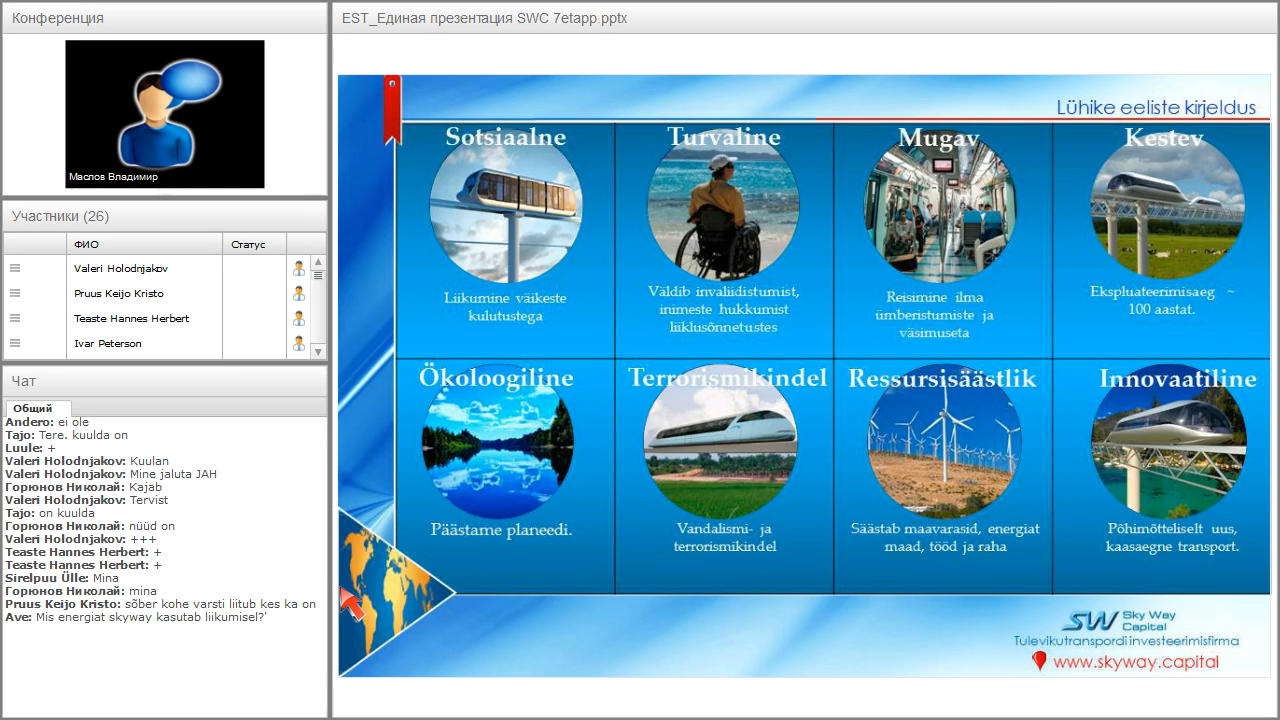 Конференция
Маслов Владимир
Участники (26)
ФИО Статус
Valeri Holodnjakov
Pruus Keijo Kristo
Teaste Hannes Herbert
Ivar Peterson
Чат
Общий
Andero: ei ole
Tajo: Tere. kuulda on
Luule: +
Valeri Holodnjakov: Kuulan
Valeri Holodnjakov: Mine jaluta JAH
Горюнов Николай: Kajab
Valeri Holodnjakov: Tervist
Tajo: on kuulda
Горюнов Николай: nüüd on
Valeri Holodnjakov: +++
Teaste Hannes Herbert: +
Teaste Hannes Herbert: +
Sirelpuu Ülle: Mina
Горюнов Николай: mina
Pruus Keijo Kristo: sõber kohe varsti liitub kes ka on
Ave: Mis energiat skyway kasutab liikumisel?'
EST_Единая презентация SWC 7etapp.pptx
Lühike eeliste kirjeldus
Sotsiaalne
Liikumine väikeste
kulutustega
Turvaline
Väldib invaliidistumist,
inimeste hukkumist
liiklusõnnetustes
Mugav
Reisimine ilma
ümberistumiste ja
väsimuseta
Kestev
Ekspluateerimisaeg ~
100 aastat.
Ökoloogiline
Päästame planeedi.
Terrorismikindel
Vandalismi- ja
terrorismikindel
Ressursisäästlik
Säästab maavarasid, energiat
maad, tööd ja raha
Innovaatiline
Põhimõtteliselt uus,
kaasaegne transport.
SW Sky Way
Capital
Tulevikutranspordi investeerimisfirma
www.skyway.capital